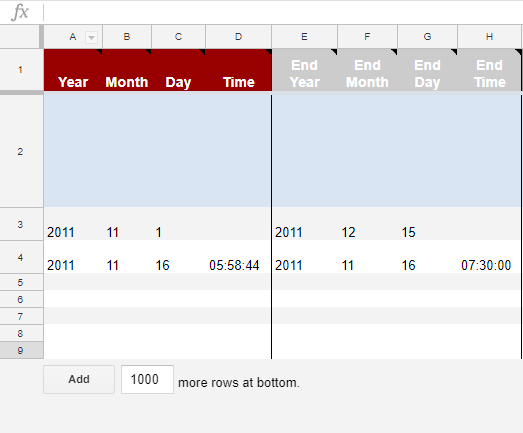 fx
A B C D E F G H
1 Year Month Day Time End Year End Month End Day End Time
2
3 2011 11 1 2011 12 15
4 2011 11 16 05:58:44 2011 11 16 07:30:00
5
6
7
8
9
Add 1000 more rows at bottom.